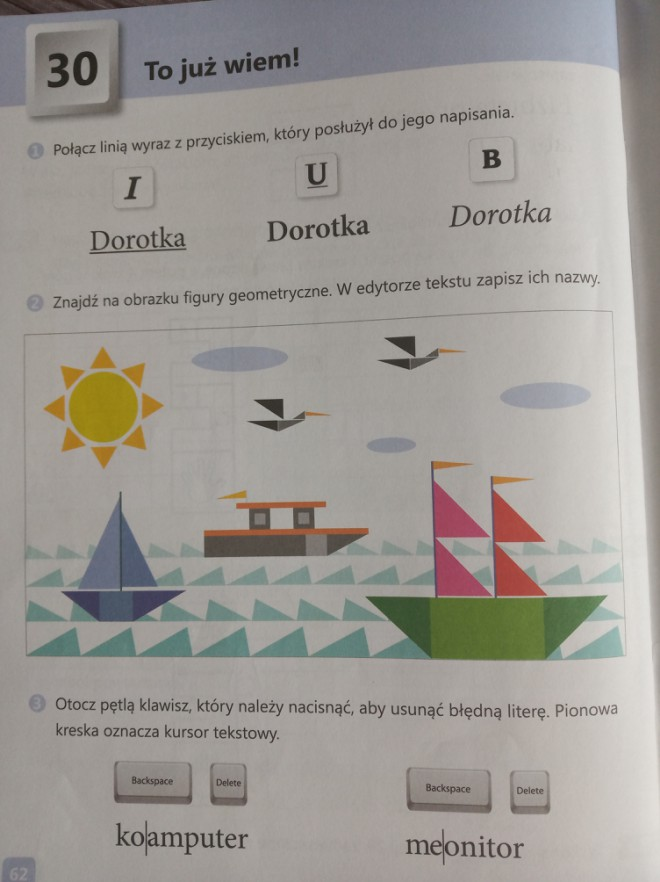 30 To już wiem!
1 Połącz linią wyraz z przyciskiem, który posłużył do jego napisania.
I U B
Dorotka Dorotka Dorotka
2 Znajdź na obrazku figury geometryczne. W edytorze tekstu zapisz ich nazwy.
3 Otocz pętlą klawisz, który należy nacisnąć, aby usunąć błędną literę. Pionowa
kreska oznacza kursor tekstowy.
Backspace Delete Backspace Delete
ko|amputer me|onitor
62